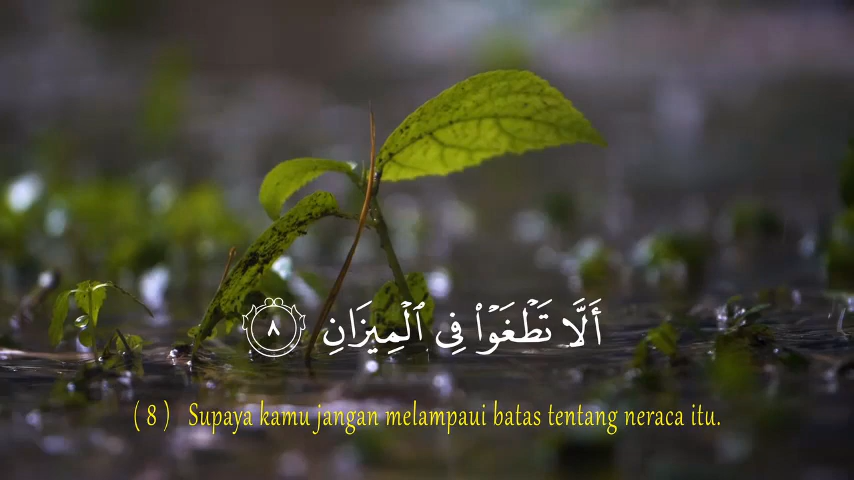 أَلَّا تَطْغَوْا۟ فِى ٱلْمِيزَانِ ٨
( 8 ) Supaya kamu jangan melampaui batas tentang neraca itu.